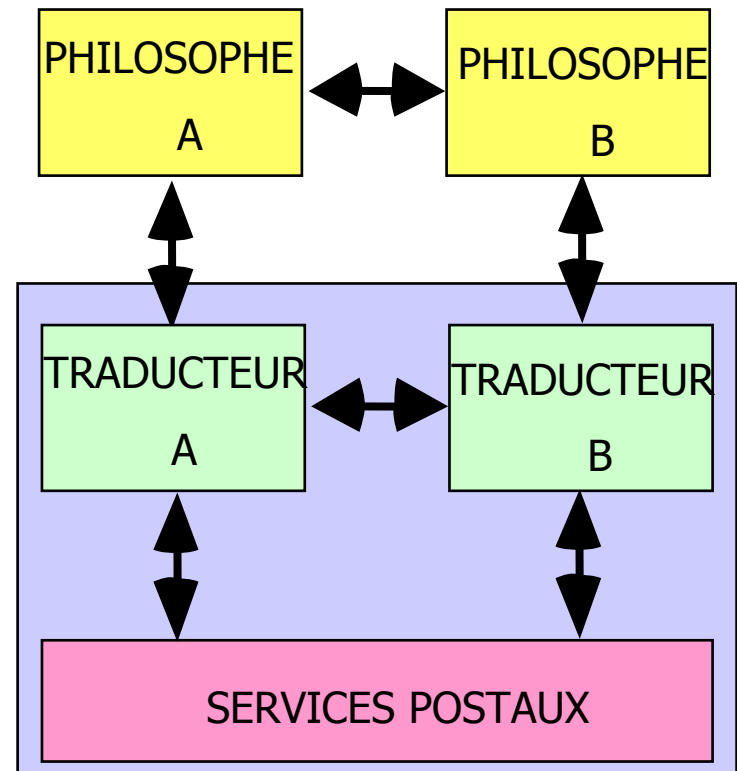 PHILOSOPHE
A
PHILOSOPHE
B
TRADUCTEUR
A
TRADUCTEUR
B
SERVICES POSTAUX